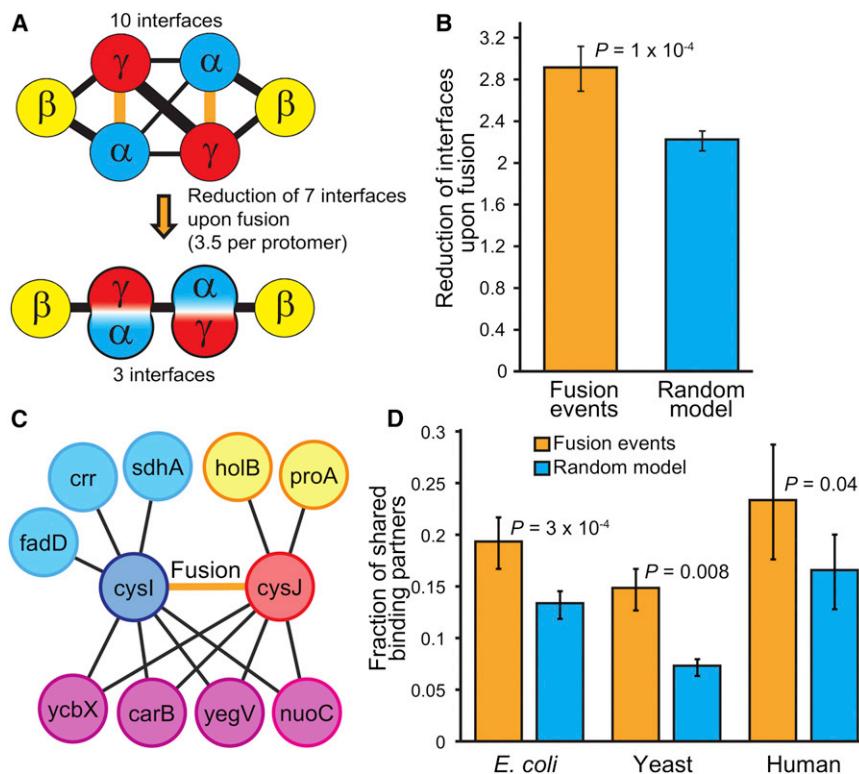 A
10 interfaces
γ
α
β
β
α
γ
Reduction of 7 interfaces
upon fusion
(3.5 per protomer)
β
γ
α
α
γ
β
3 interfaces
B
Reduction of interfaces
upon fusion
3.2
2.8
2.4
2
1.6
1.2
0.8
0.4
0
P = 1 x 10-4
Fusion
events
Random
model
C
crr
sdhA
holB
proA
fadD
cysI
Fusion
cysJ
ycbX
carB
yegV
nuoC
D
Fraction of shared
binding partners
0.3
0.25
0.2
0.15
0.1
0.05
0
Fusion events
Random model
P = 3 x 10-4
P = 0.008
P = 0.04
E. coli
Yeast
Human